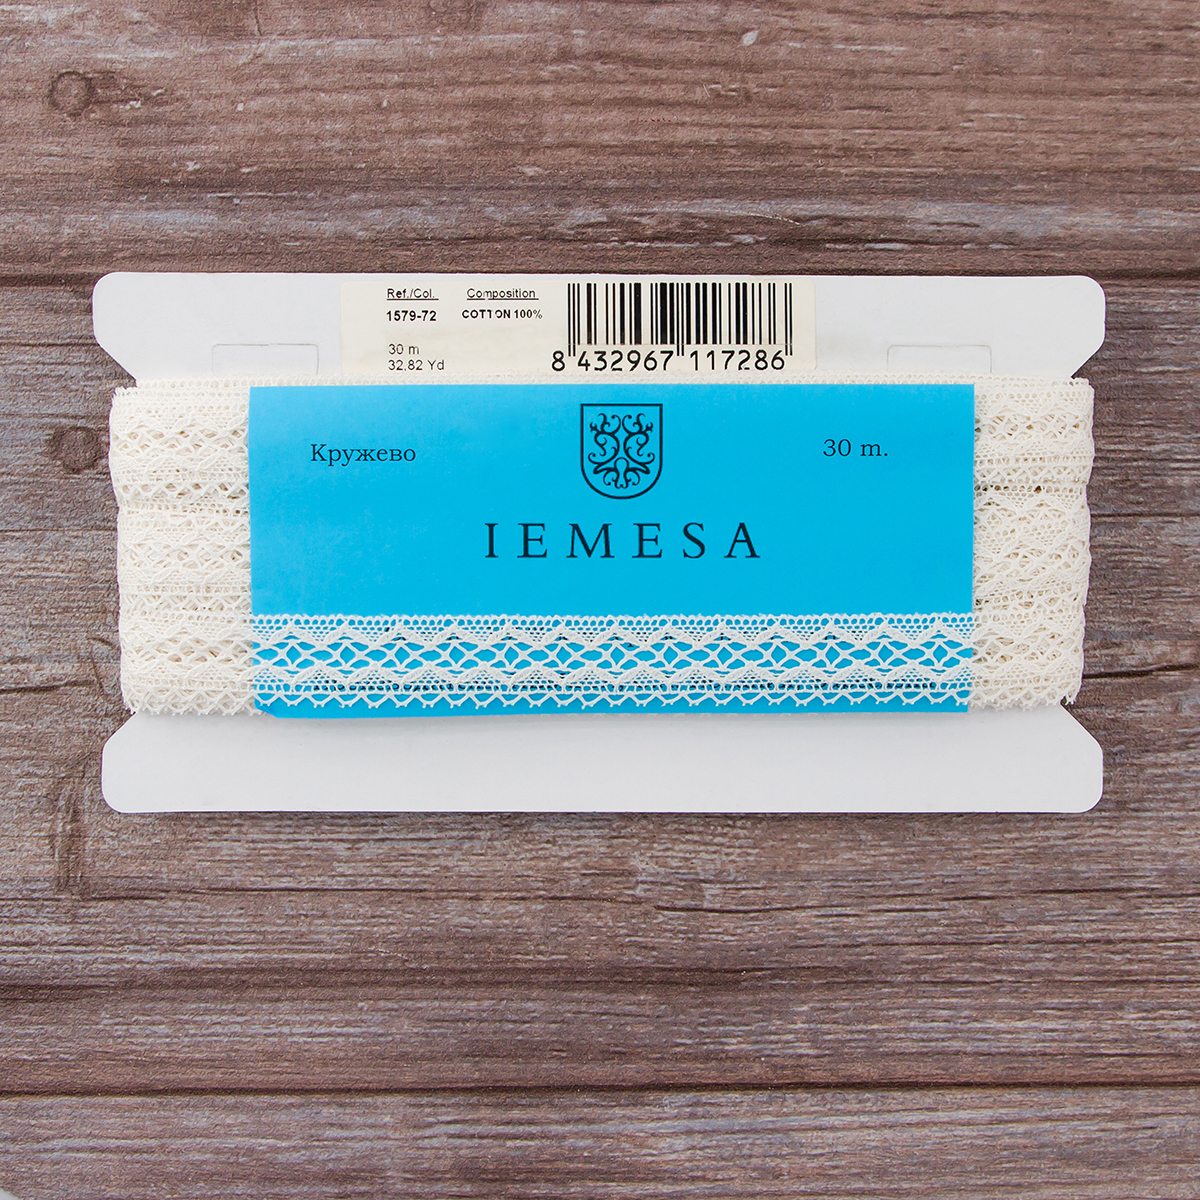 Ref./Col. Composition
1579-72 COTTON 100%
30 m
32,82 Yd
8 432967 117286
Кружево 30 m.
IEMESA